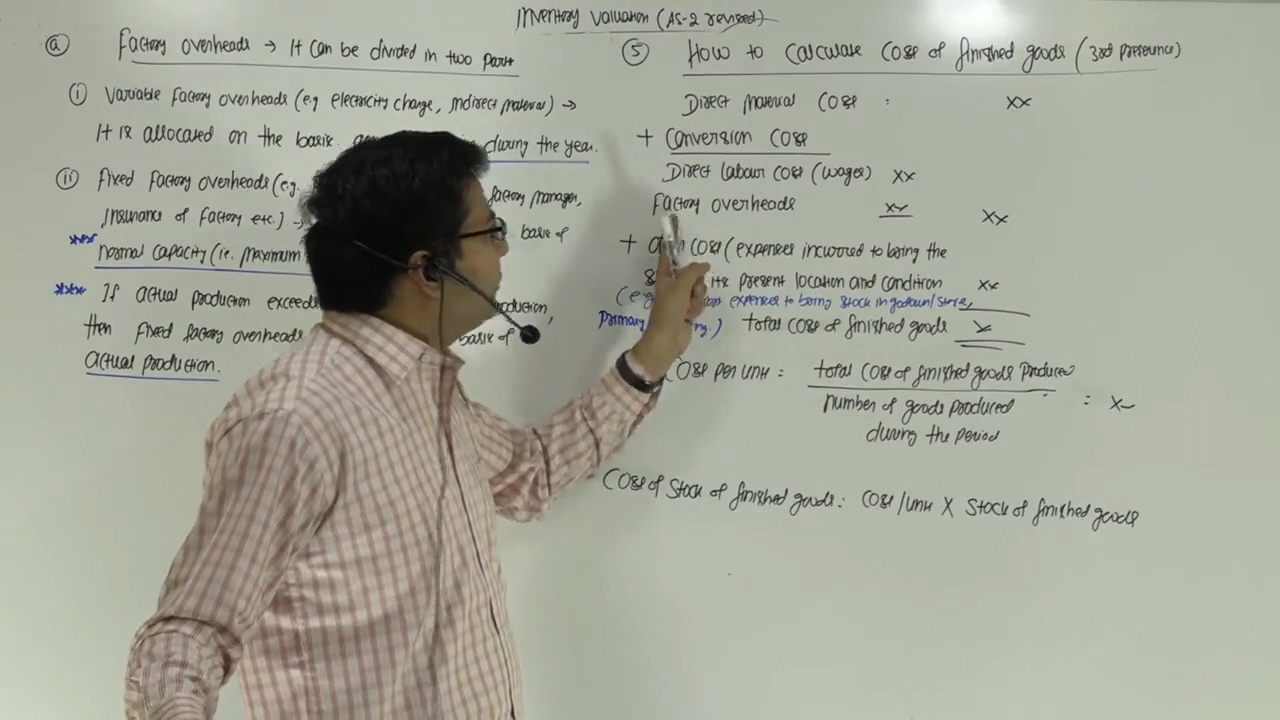 Inventory Valuation (AS-2 revised)
(a) Factory overheads → It can be divided in two part
(i) Variable factory overheads (e.g electricity charge, Indirect Material) →
It is allocated on the basis during the year.
(ii) Fixed Factory overheads (e.g. factory manager,
Insurance of factory etc.) → basis of
*** normal capacity (i.e. maximum
*** If actual production exceeds production,
then fixed factory overheads basis of
actual production.
(5) How to calculate cost of finished goods (3rd presence)
Direct Material cost : xx
+ Conversion cost
Direct labour cost (wages) xx
Factory overheads xx xx
+ cost (expenses incurred to bring the
its present location and condition xx
(e.g expenses to bring stock in godown/store,
Primary )
total cost of finished goods x
Cost per unit = total cost of finished goods produced
number of goods produced
during the period
: x
Cost of stock of finished goods: cost/unit X stock of finished goods